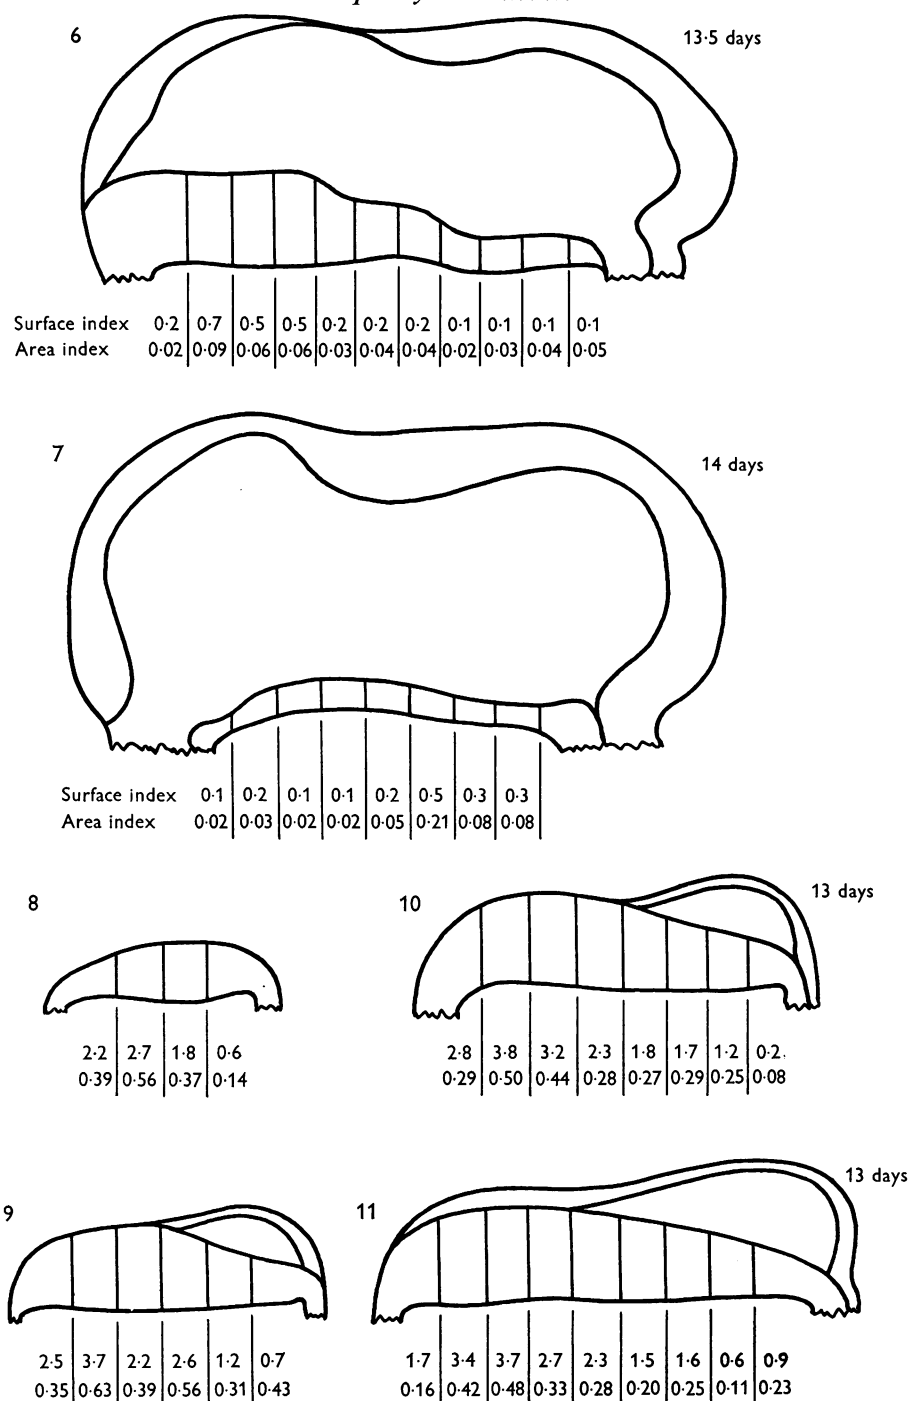 6
13·5 days
Surface index 0·2 0·7 0·5 0·5 0·2 0·2 0·2 0·1 0·1 0·1 0·1
Area index 0·02 0·09 0·06 0·06 0·03 0·04 0·04 0·02 0·03 0·04 0·05
7
14 days
Surface index 0·1 0·2 0·1 0·1 0·2 0·5 0·3 0·3
Area index 0·02 0·03 0·02 0·02 0·05 0·21 0·08 0·08
8
2·2 2·7 1·8 0·6
0·39 0·56 0·37 0·14
10
13 days
2·8 3·8 3·2 2·3 1·8 1·7 1·2 0·2
0·29 0·50 0·44 0·28 0·27 0·29 0·25 0·08
9
2·5 3·7 2·2 2·6 1·2 0·7
0·35 0·63 0·39 0·56 0·31 0·43
11
13 days
1·7 3·4 3·7 2·7 2·3 1·5 1·6 0·6 0·9
0·16 0·42 0·48 0·33 0·28 0·20 0·25 0·11 0·23